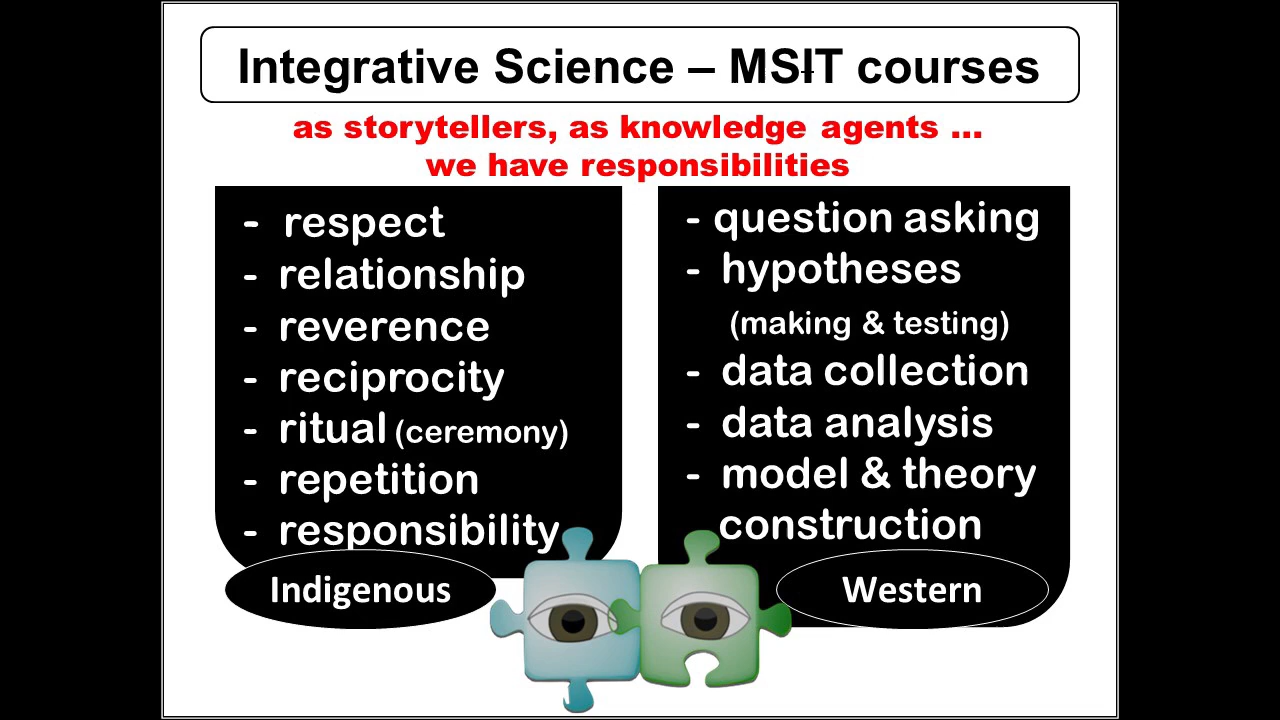 Integrative Science – MSɨT courses
as storytellers, as knowledge agents ...
we have responsibilities
- respect
- relationship
- reverence
- reciprocity
- ritual (ceremony)
- repetition
- responsibility
Indigenous
- question asking
- hypotheses
(making & testing)
- data collection
- data analysis
- model & theory
construction
Western